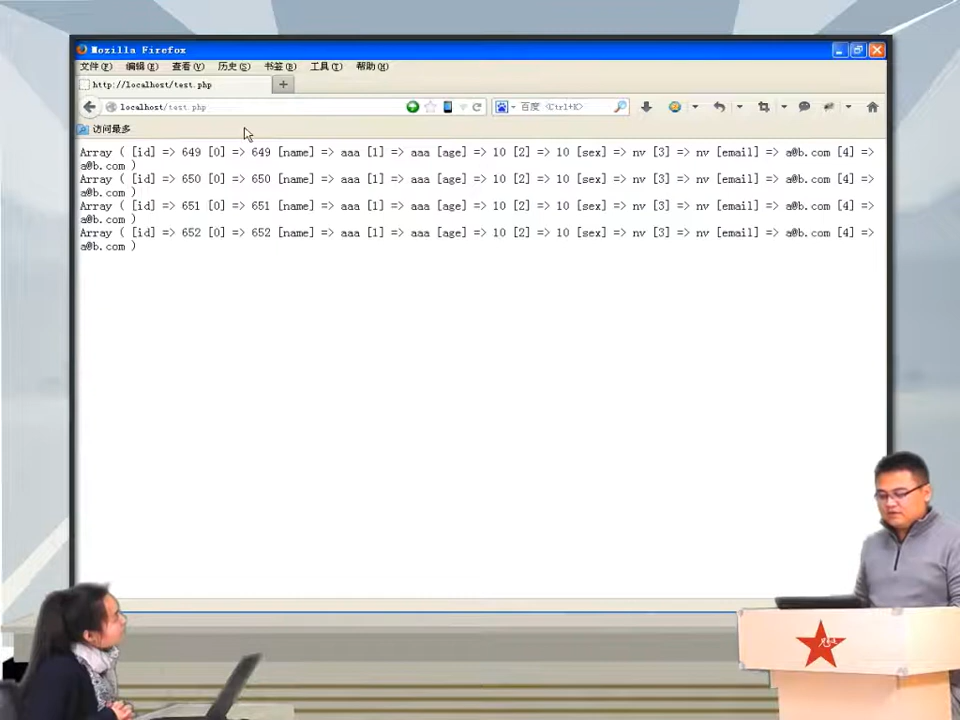 Mozilla Firefox
文件(F) 编辑(E) 查看(V) 历史(S) 书签(B) 工具(T) 帮助(H)
http://localhost/test.php
localhost/test.php 百度 <Ctrl+K>
访问最多
Array ( [id] => 649 [0] => 649 [name] => aaa [1] => aaa [age] => 10 [2] => 10 [sex] => nv [3] => nv [email] => a@b.com [4] =>
a@b.com )
Array ( [id] => 650 [0] => 650 [name] => aaa [1] => aaa [age] => 10 [2] => 10 [sex] => nv [3] => nv [email] => a@b.com [4] =>
a@b.com )
Array ( [id] => 651 [0] => 651 [name] => aaa [1] => aaa [age] => 10 [2] => 10 [sex] => nv [3] => nv [email] => a@b.com [4] =>
a@b.com )
Array ( [id] => 652 [0] => 652 [name] => aaa [1] => aaa [age] => 10 [2] => 10 [sex] => nv [3] => nv [email] => a@b.com [4] =>
a@b.com )